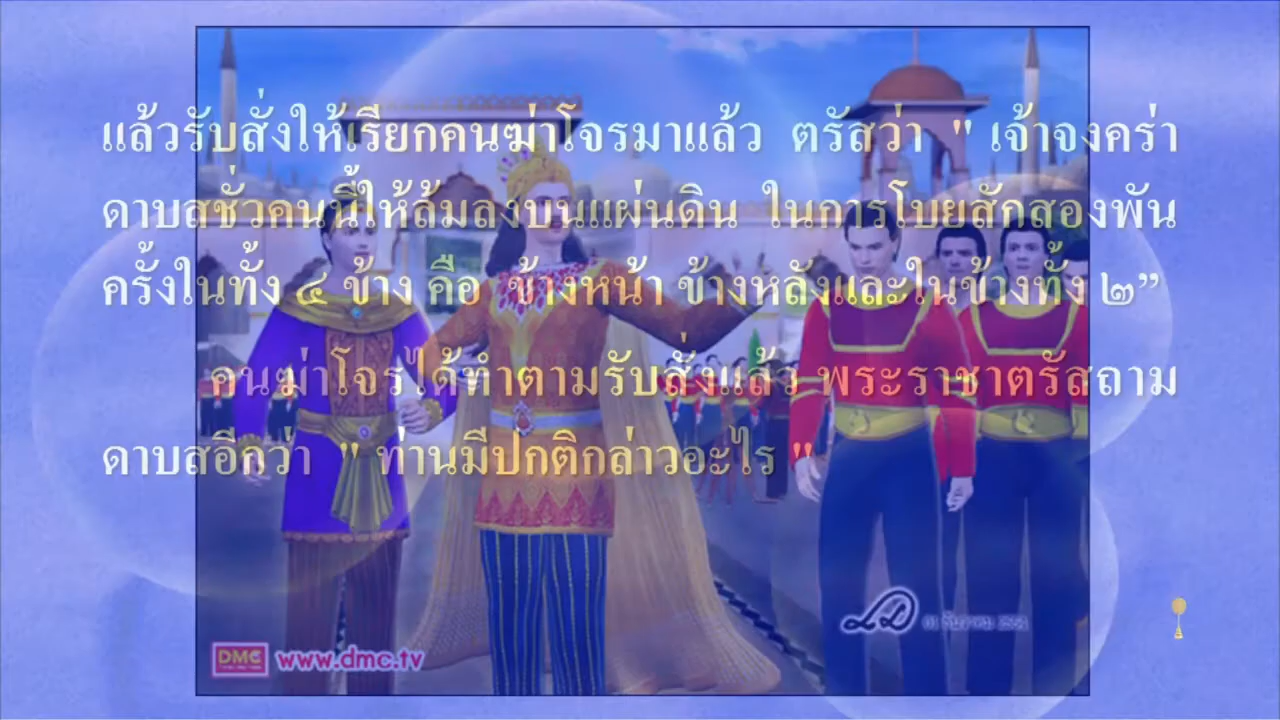 แล้วรับสั่งให้เรียกคนฆ่าโจรมาแล้ว ตรัสว่า " เจ้าจงคร่า
ดาบสชั่วคนนี้ให้ล้มลงบนแผ่นดิน ในการโบยสักสองพัน
ครั้งในทั้ง ๔ ข้าง คือ ข้างหน้า ข้างหลังและในข้างทั้ง ๒”
คนฆ่าโจรได้ทำตามรับสั่งแล้ว พระราชาตรัสถาม
ดาบสอีกว่า " ท่านมีปกติกล่าวอะไร "
DMC www.dmc.tv